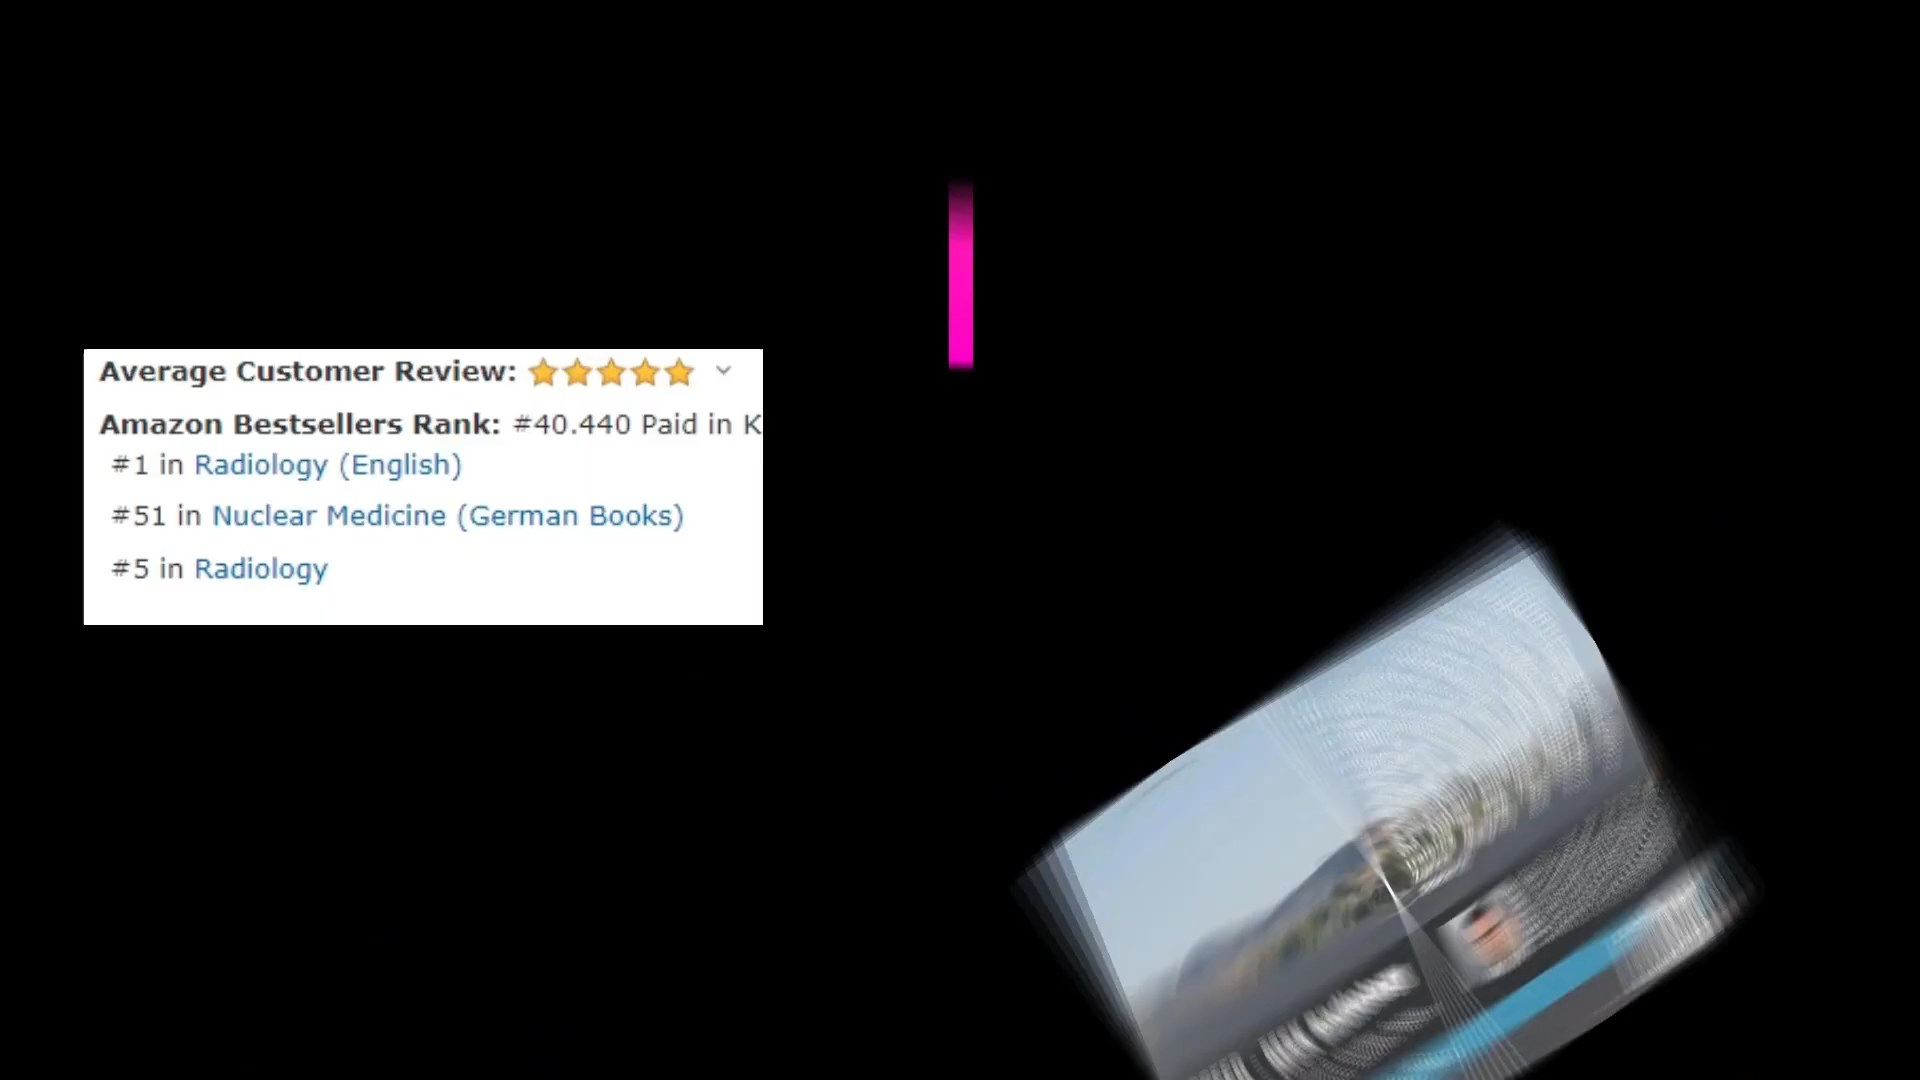 Average Customer Review:
Amazon Bestsellers Rank: #40.440 Paid in K
#1 in Radiology (English)
#51 in Nuclear Medicine (German Books)
#5 in Radiology